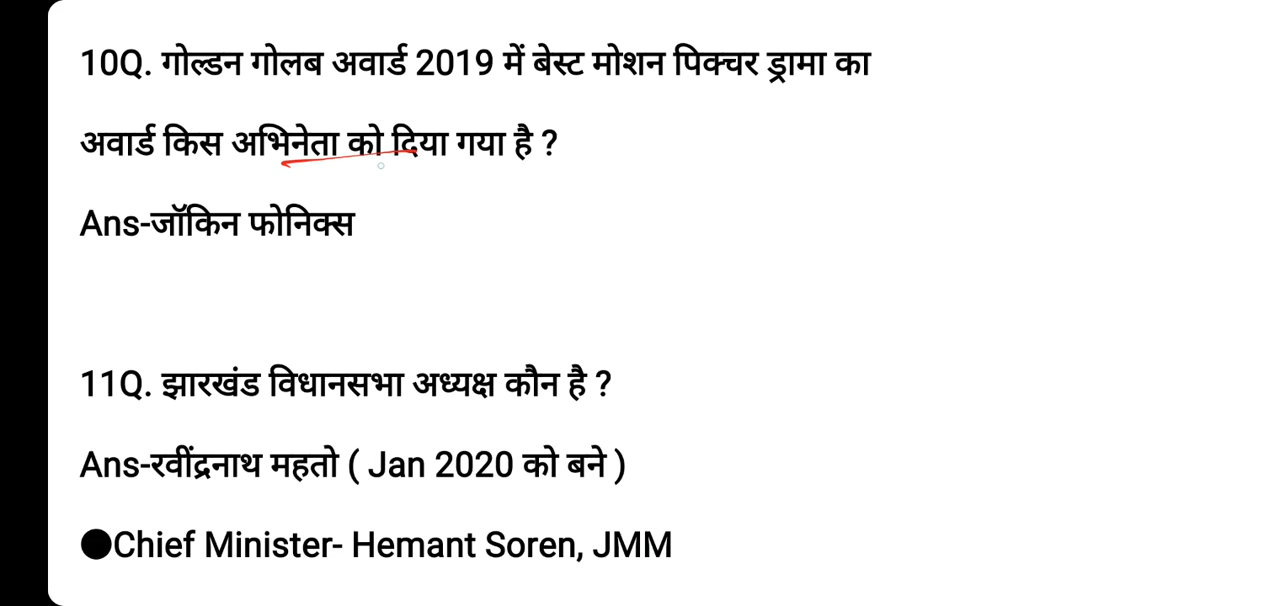 10Q. गोल्डन गोलब अवार्ड 2019 में बेस्ट मोशन पिक्चर ड्रामा का
अवार्ड किस अभिनेता को दिया गया है ?
Ans-जॉकिन फोनिक्स
11Q. झारखंड विधानसभा अध्यक्ष कौन है ?
Ans-रवींद्रनाथ महतो ( Jan 2020 को बने )
●Chief Minister- Hemant Soren, JMM